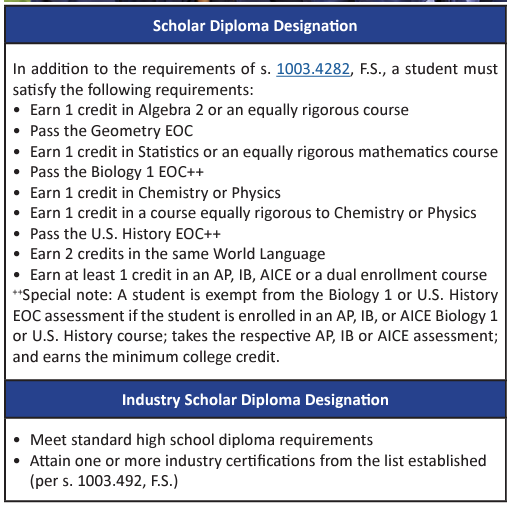 Scholar Diploma Designation
In addition to the requirements of s. 1003.4282, F.S., a student must
satisfy the following requirements:
• Earn 1 credit in Algebra 2 or an equally rigorous course
• Pass the Geometry EOC
• Earn 1 credit in Statistics or an equally rigorous mathematics course
• Pass the Biology 1 EOC++
• Earn 1 credit in Chemistry or Physics
• Earn 1 credit in a course equally rigorous to Chemistry or Physics
• Pass the U.S. History EOC++
• Earn 2 credits in the same World Language
• Earn at least 1 credit in an AP, IB, AICE or a dual enrollment course
++Special note: A student is exempt from the Biology 1 or U.S. History
EOC assessment if the student is enrolled in an AP, IB, or AICE Biology 1
or U.S. History course; takes the respective AP, IB or AICE assessment;
and earns the minimum college credit.
Industry Scholar Diploma Designation
• Meet standard high school diploma requirements
• Attain one or more industry certifications from the list established
(per s. 1003.492, F.S.)